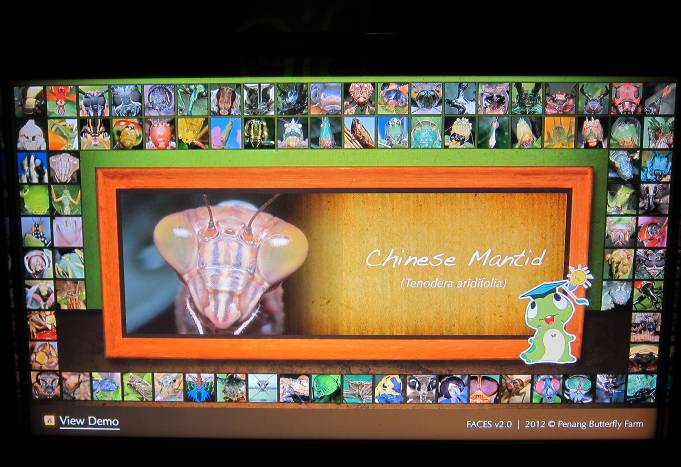 Chinese Mantid
(Tenodera aridifolia)
View Demo
FACES v2.0 | 2012 © Penang Butterfly Farm